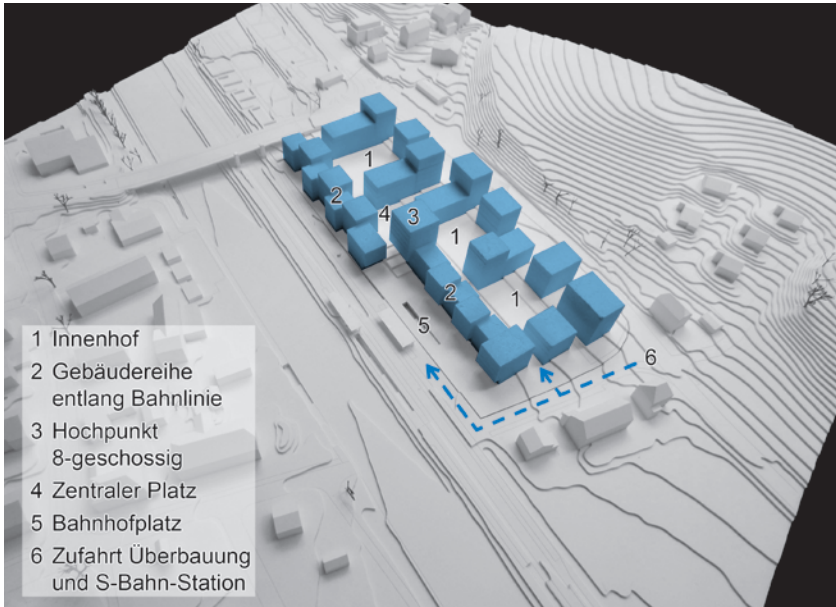 1
2
4
3
1
2
1
5
6
1 Innenhof
2 Gebäudereihe
entlang Bahnlinie
3 Hochpunkt
8-geschossig
4 Zentraler Platz
5 Bahnhofplatz
6 Zufahrt Überbauung
und S-Bahn-Station